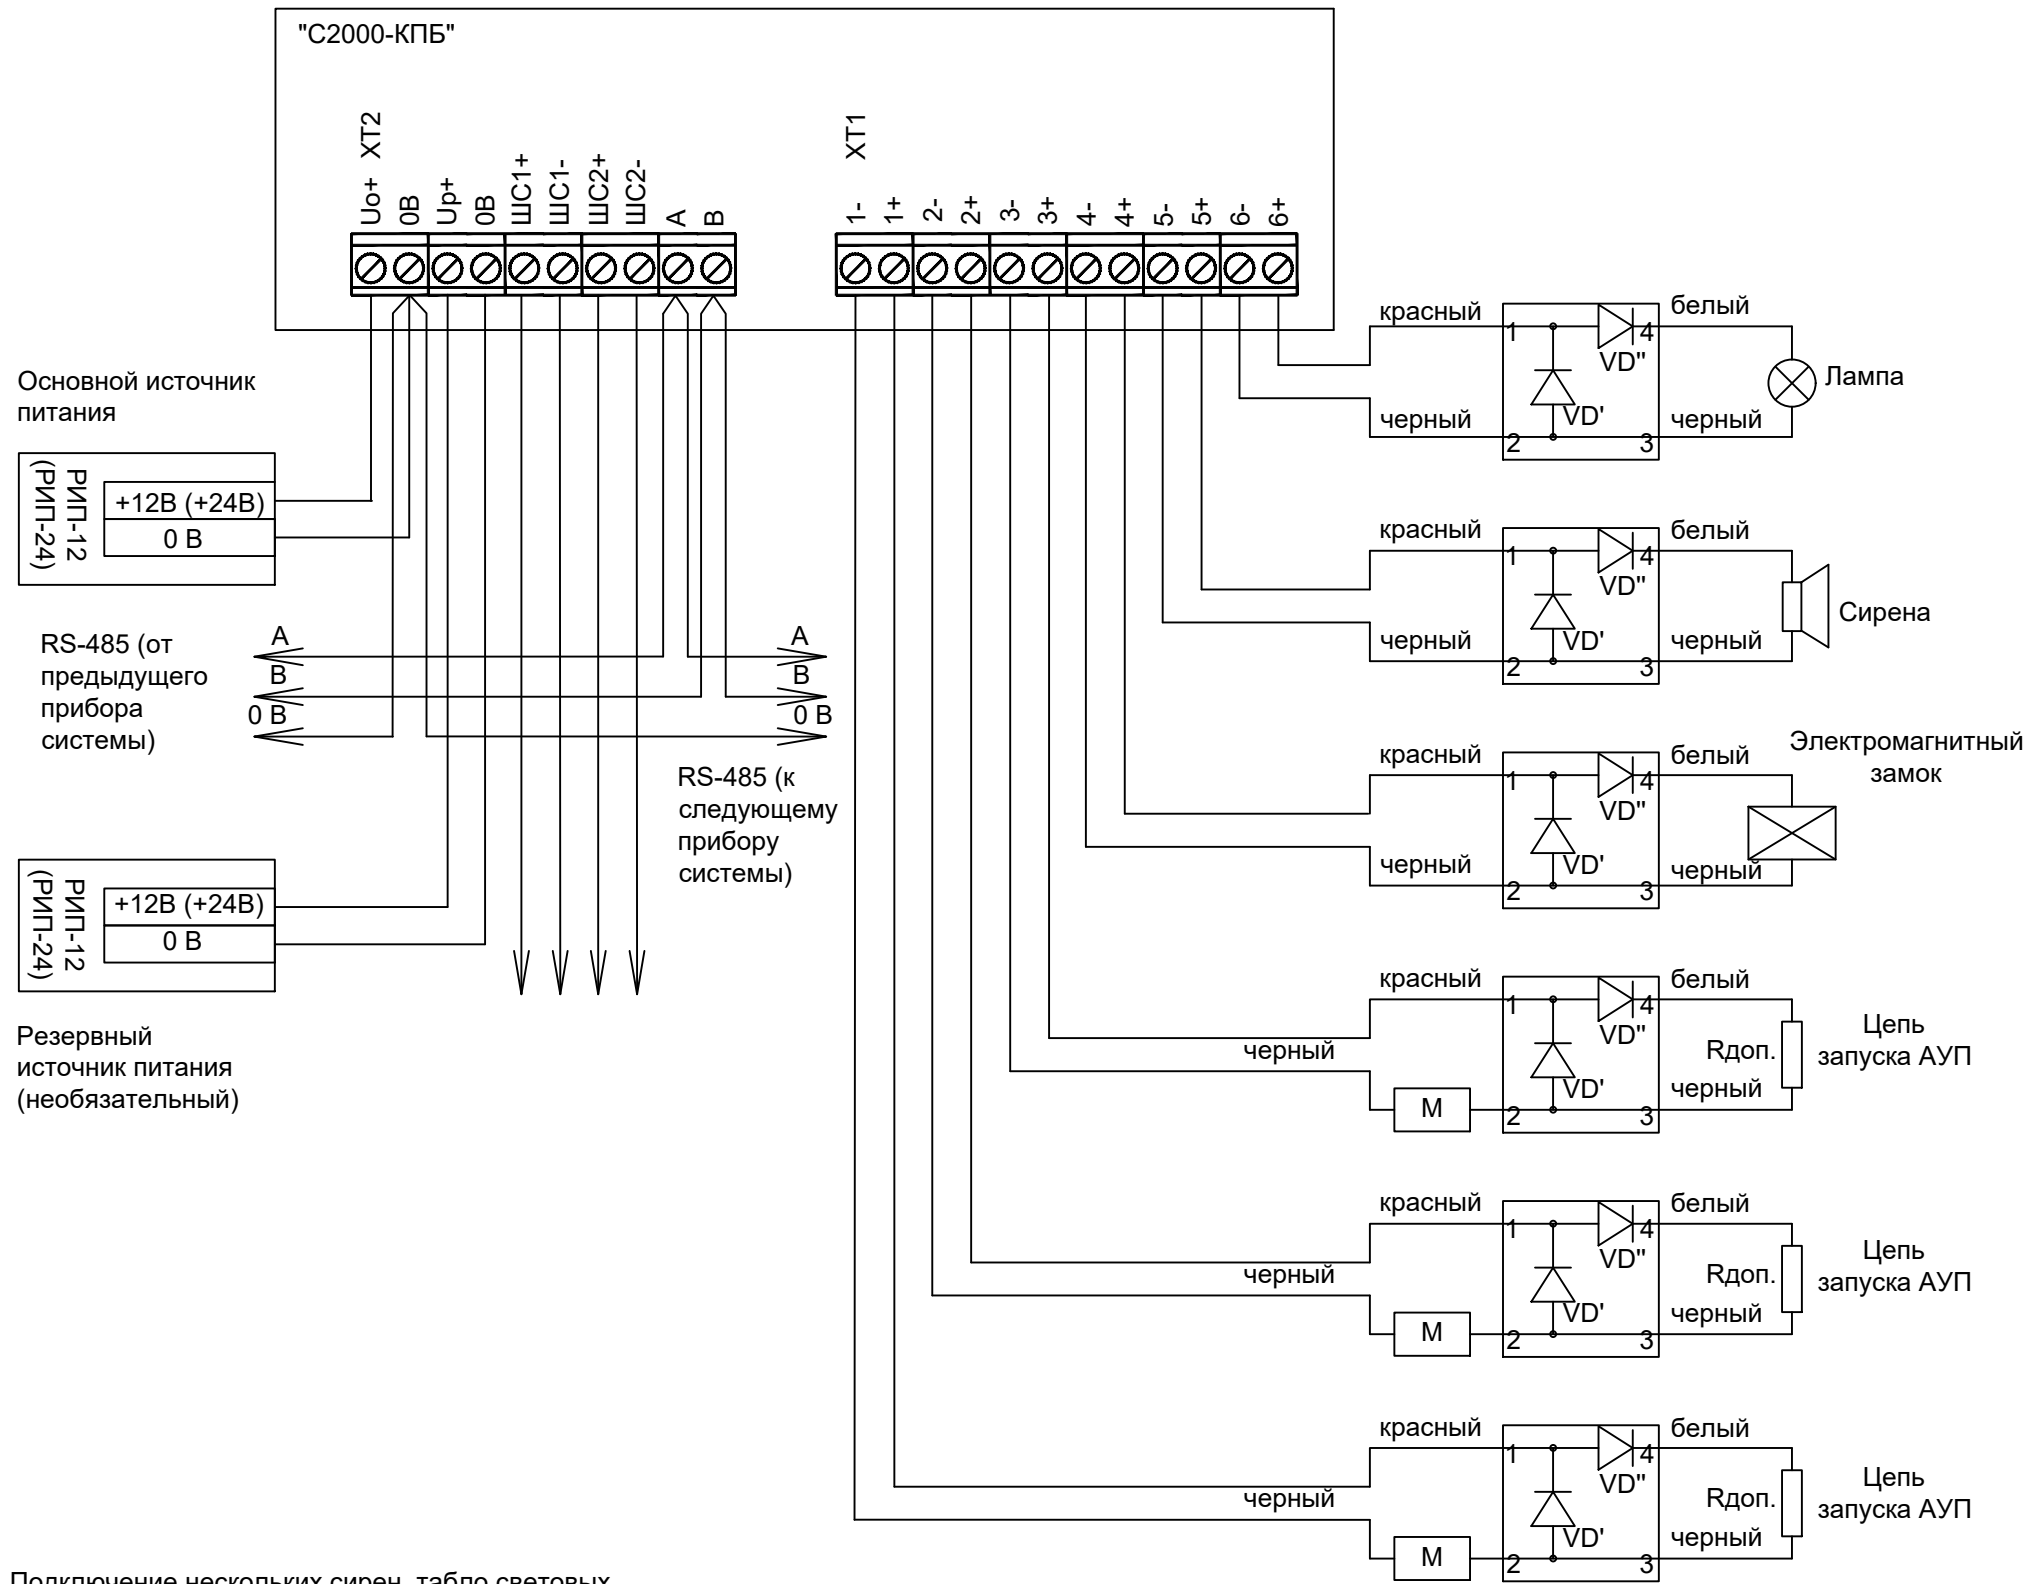 "С2000-КПБ"
XT2
XT1
Uo+
0В
Up+
0В
ШС1+
ШС1-
ШС2+
ШС2-
A
B
1-
1+
2-
2+
3-
3+
4-
4+
5-
5+
6-
6+
Основной источник
питания
РИП-12
(РИП-24)
+12В (+24В)
0 В
RS-485 (от
предыдущего
прибора
системы)
A
B
0 В
A
B
0 В
RS-485 (к
следующему
прибору
системы)
РИП-12
(РИП-24)
+12В (+24В)
0 В
Резервный
источник питания
(необязательный)
красный
черный
1
2
3
4
VD"
VD'
белый
черный
Лампа
красный
черный
1
2
3
4
VD"
VD'
белый
черный
Сирена
красный
черный
1
2
3
4
VD"
VD'
белый
черный
Электромагнитный
замок
красный
черный
М
1
2
3
4
VD"
VD'
белый
черный
Rдоп.
Цепь
запуска АУП
красный
черный
М
1
2
3
4
VD"
VD'
белый
черный
Rдоп.
Цепь
запуска АУП
красный
черный
М
1
2
3
4
VD"
VD'
белый
черный
Rдоп.
Цепь
запуска АУП
Подключение нескольких сирен, табло световых